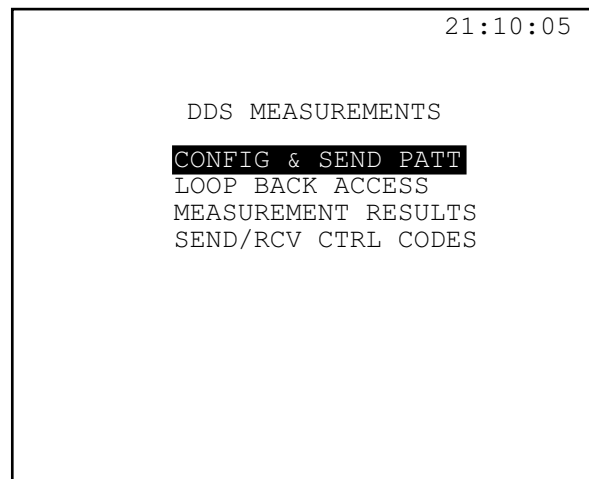 21:10:05
DDS MEASUREMENTS
CONFIG & SEND PATT
LOOP BACK ACCESS
MEASUREMENT RESULTS
SEND/RCV CTRL CODES